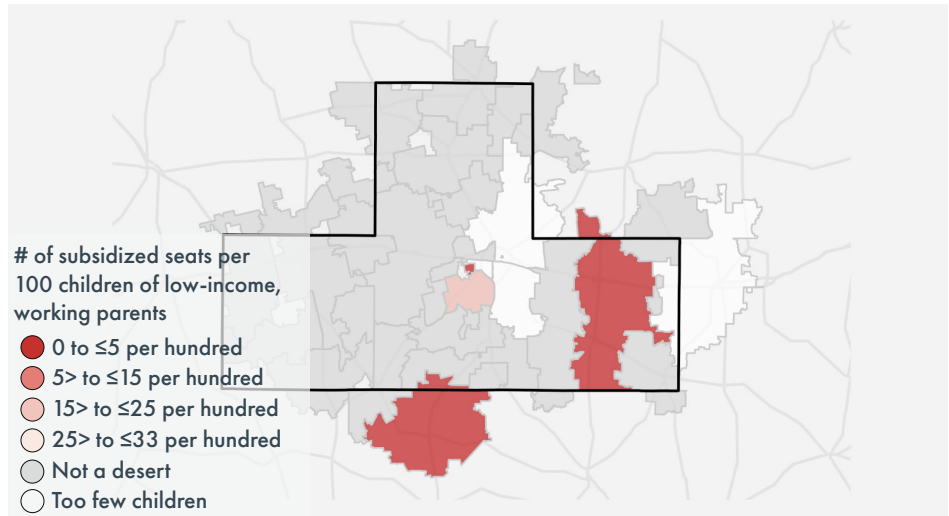 # of subsidized seats per
100 children of low-income,
working parents
0 to ≤5 per hundred
5> to ≤15 per hundred
15> to ≤25 per hundred
25> to ≤33 per hundred
Not a desert
Too few children